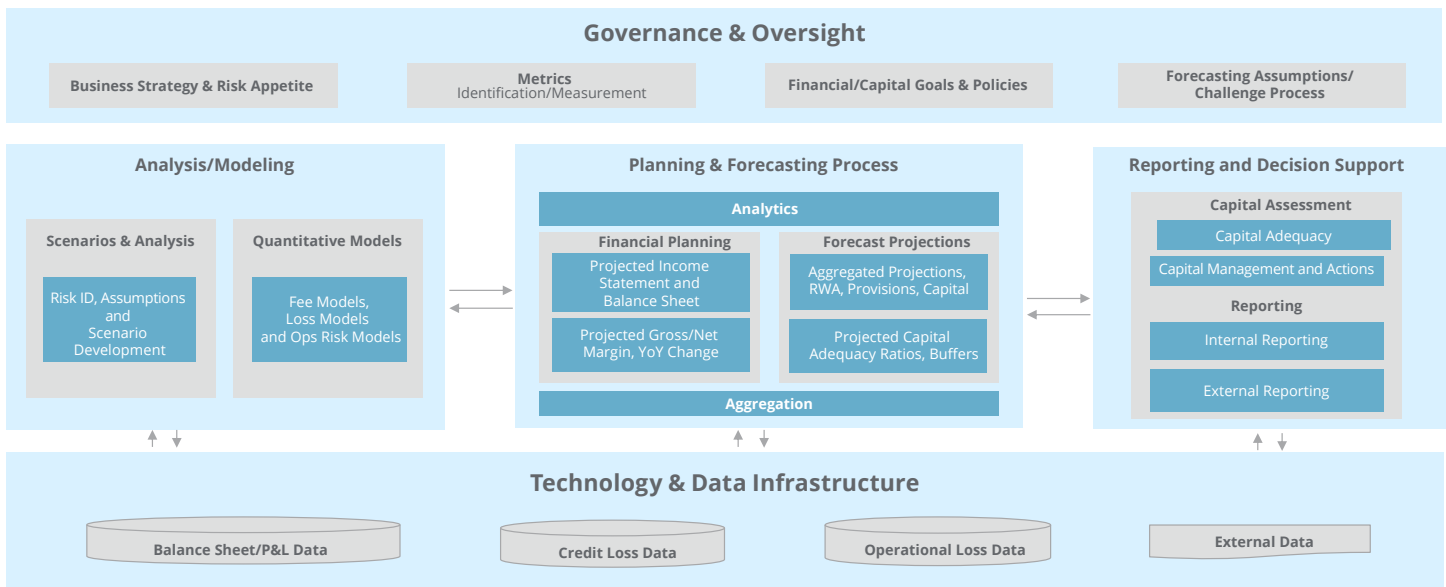 Governance & Oversight
Business Strategy & Risk Appetite
Metrics
Identification/Measurement
Financial/Capital Goals & Policies
Forecasting Assumptions/
Challenge Process
Analysis/Modeling
Scenarios & Analysis
Risk ID, Assumptions
and
Scenario
Development
Quantitative Models
Fee Models,
Loss Models
and Ops Risk Models
Planning & Forecasting Process
Analytics
Financial Planning
Projected Income
Statement and
Balance Sheet
Projected Gross/Net
Margin, YoY Change
Forecast Projections
Aggregated Projections,
RWA, Provisions, Capital
Projected Capital
Adequacy Ratios, Buffers
Aggregation
Reporting and Decision Support
Capital Assessment
Capital Adequacy
Capital Management and Actions
Reporting
Internal Reporting
External Reporting
Technology & Data Infrastructure
Balance Sheet/P&L Data
Credit Loss Data
Operational Loss Data
External Data